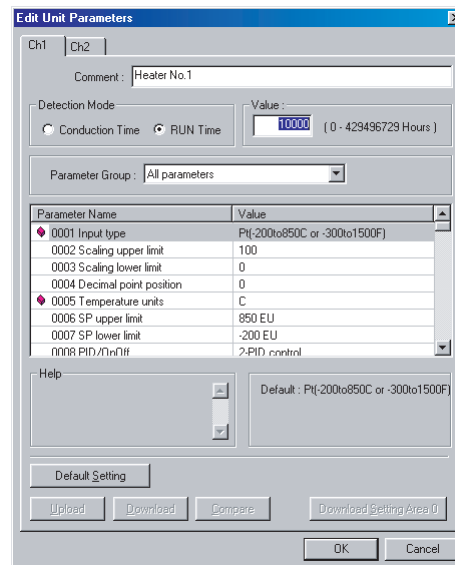 Edit Unit Parameters
Ch1 Ch2
Comment : Heater No.1
Detection Mode Value :
Conduction Time RUN Time 10000 ( 0 - 429496729 Hours )
Parameter Group : All parameters
Parameter Name Value
0001 Input type Pt(-200to850C or -300to1500F)
0002 Scaling upper limit 100
0003 Scaling lower limit 0
0004 Decimal point position 0
0005 Temperature units C
0006 SP upper limit 850 EU
0007 SP lower limit -200 EU
0008 PID/OnOff 2-PID control
Help
Default : Pt(-200to850C or -300to1500F)
Default Setting
Upload Download Compare Download Setting Area 0
OK Cancel